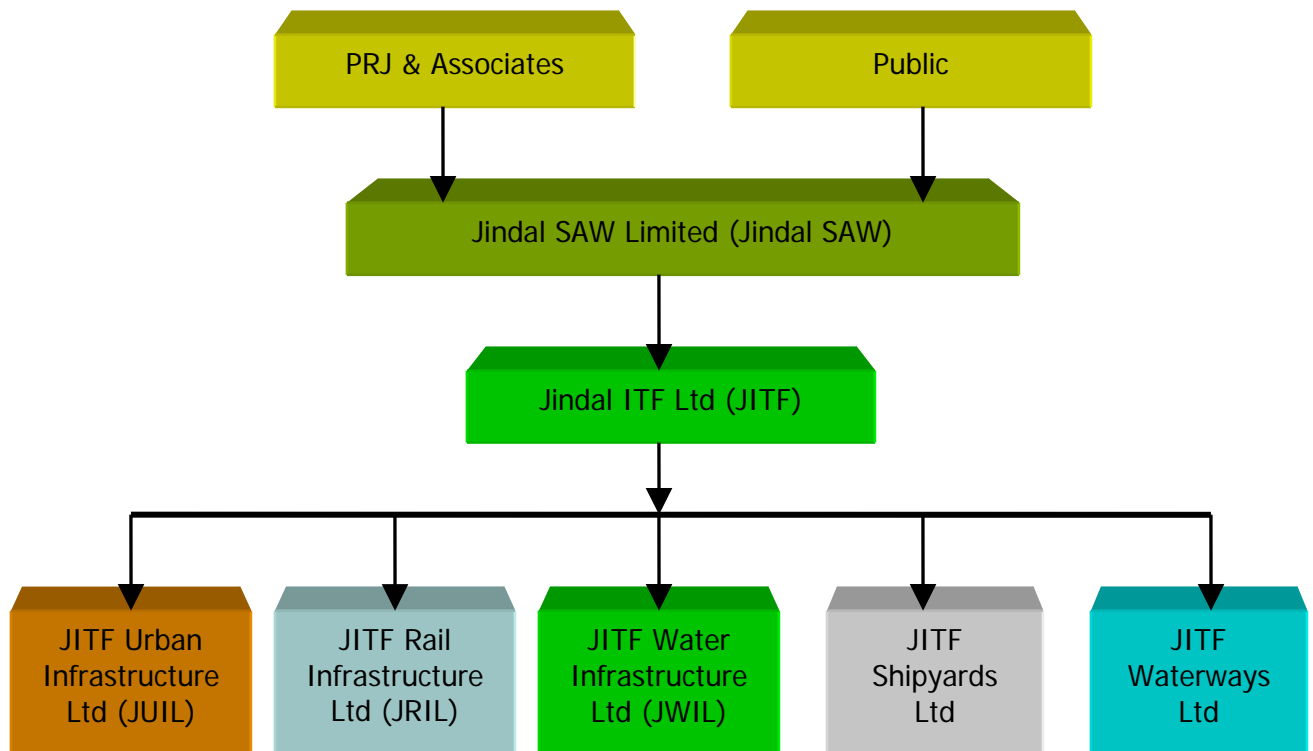 PRJ & Associates
Public
Jindal SAW Limited (Jindal SAW)
Jindal ITF Ltd (JITF)
JITF Urban
Infrastructure
Ltd (JUIL)
JITF Rail
Infrastructure
Ltd (JRIL)
JITF Water
Infrastructure
Ltd (JWIL)
JITF
Shipyards
Ltd
JITF
Waterways
Ltd